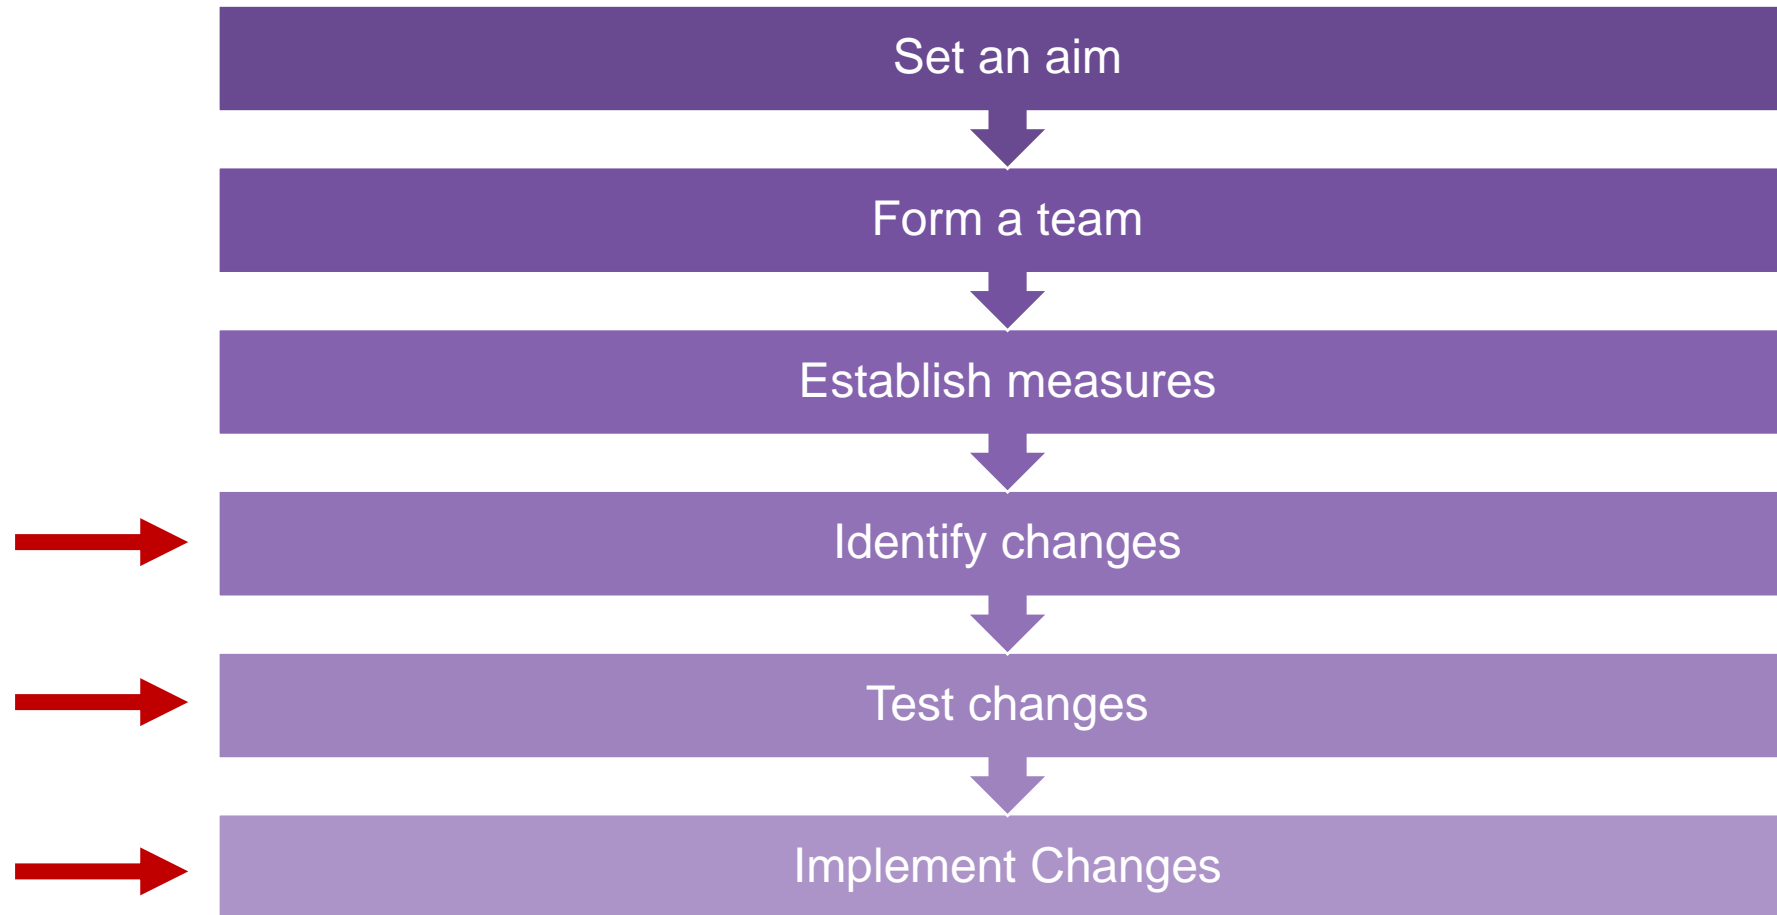 Set an aim
Form a team
Establish measures
Identify changes
Test changes
Implement Changes